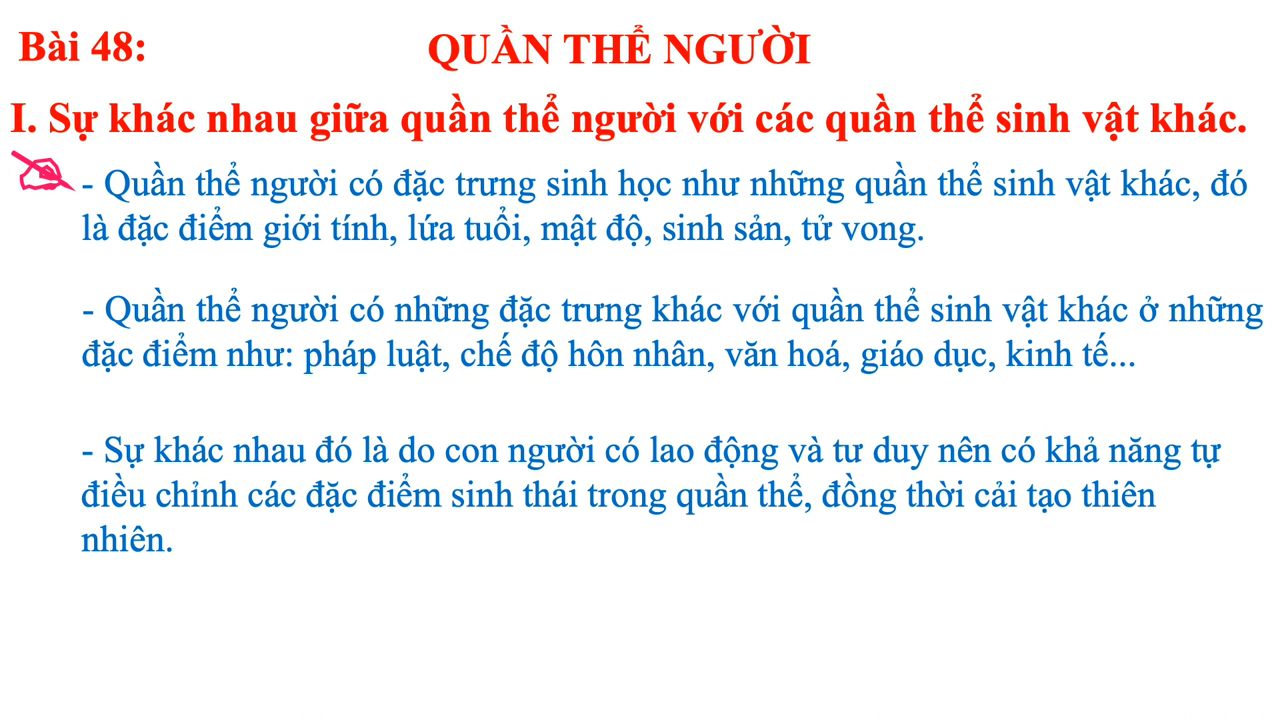 Bài 48:
QUẦN THỂ NGƯỜI
I. Sự khác nhau giữa quần thể người với các quần thể sinh vật khác.
- Quần thể người có đặc trưng sinh học như những quần thể sinh vật khác, đó
là đặc điểm giới tính, lứa tuổi, mật độ, sinh sản, tử vong.
- Quần thể người có những đặc trưng khác với quần thể sinh vật khác ở những
đặc điểm như: pháp luật, chế độ hôn nhân, văn hoá, giáo dục, kinh tế...
- Sự khác nhau đó là do con người có lao động và tư duy nên có khả năng tự
điều chỉnh các đặc điểm sinh thái trong quần thể, đồng thời cải tạo thiên
nhiên.